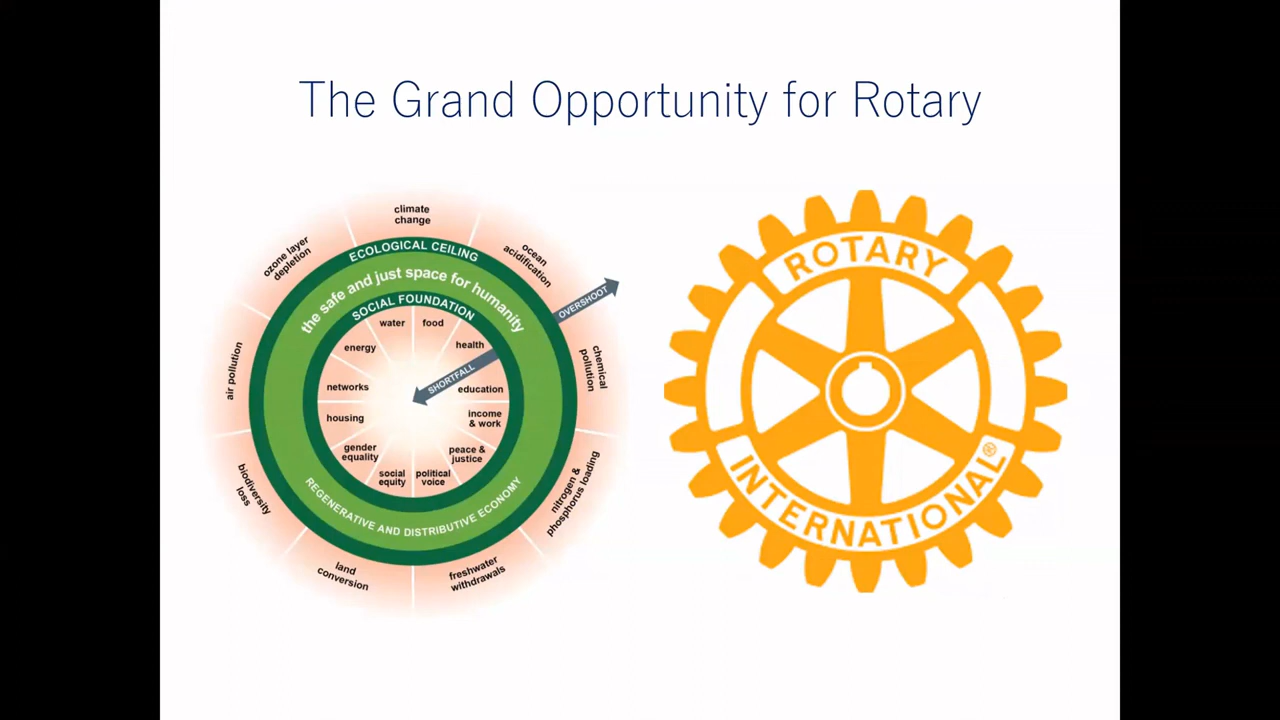 The Grand Opportunity for Rotary
climate
change
ozone layer
depletion
ocean
acidification
ECOLOGICAL CEILING
the safe and just space for humanity
SOCIAL FOUNDATION
OVERSHOOT
water
food
energy
health
SHORTFALL
networks
education
housing
income
& work
gender
equality
peace &
justice
social
equity
political
voice
REGENERATIVE AND DISTRIBUTIVE ECONOMY
air pollution
chemical
pollution
biodiversity
loss
nitrogen &
phosphorus loading
land
conversion
freshwater
withdrawals
ROTARY
INTERNATIONAL®